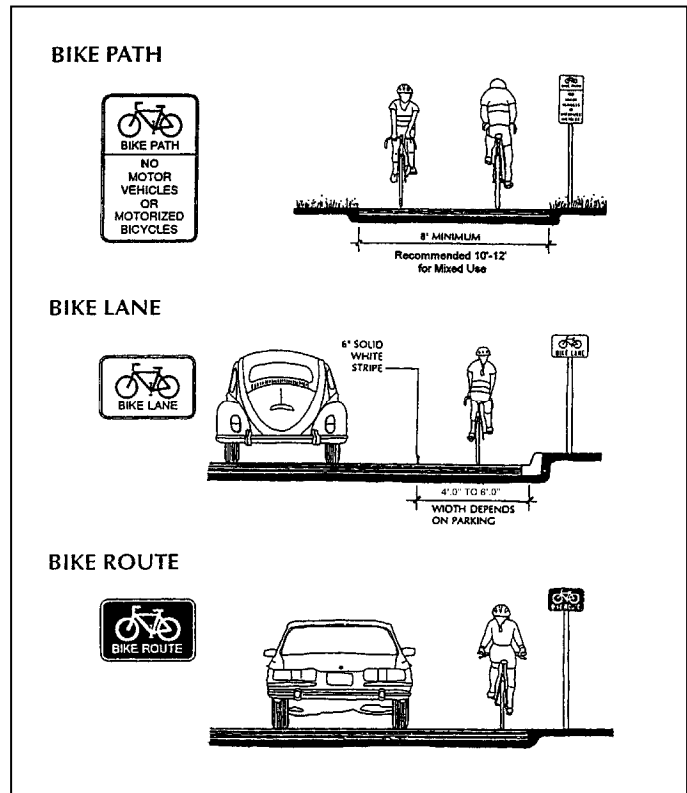 BIKE PATH
BIKE PATH
NO
MOTOR
VEHICLES
OR
MOTORIZED
BICYCLES
8' MINIMUM
Recommended 10'-12'
for Mixed Use
BIKE LANE
BIKE LANE
6" SOLID
WHITE
STRIPE
BIKE LANE
4'.0" TO 6'.0"
WIDTH DEPENDS
ON PARKING
BIKE ROUTE
BIKE ROUTE